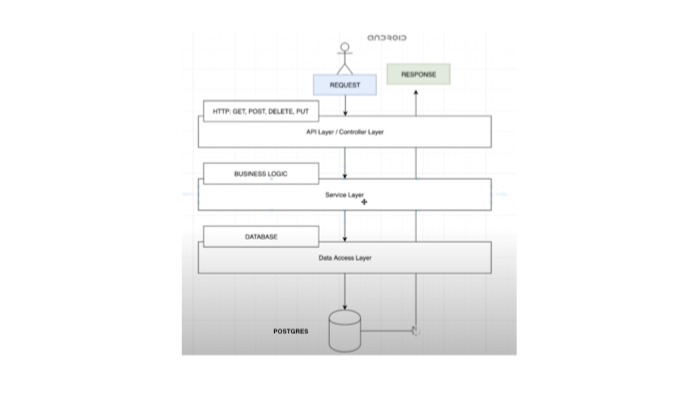 ANDROID
REQUEST
RESPONSE
HTTP: GET, POST, DELETE, PUT
API Layer / Controller Layer
BUSINESS LOGIC
Service Layer
DATABASE
Data Access Layer
POSTGRES